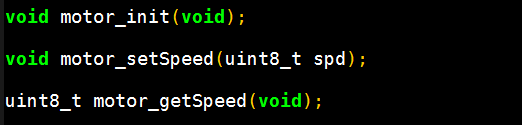 void motor_init(void);
void motor_setSpeed(uint8_t spd);
uint8_t motor_getSpeed(void);